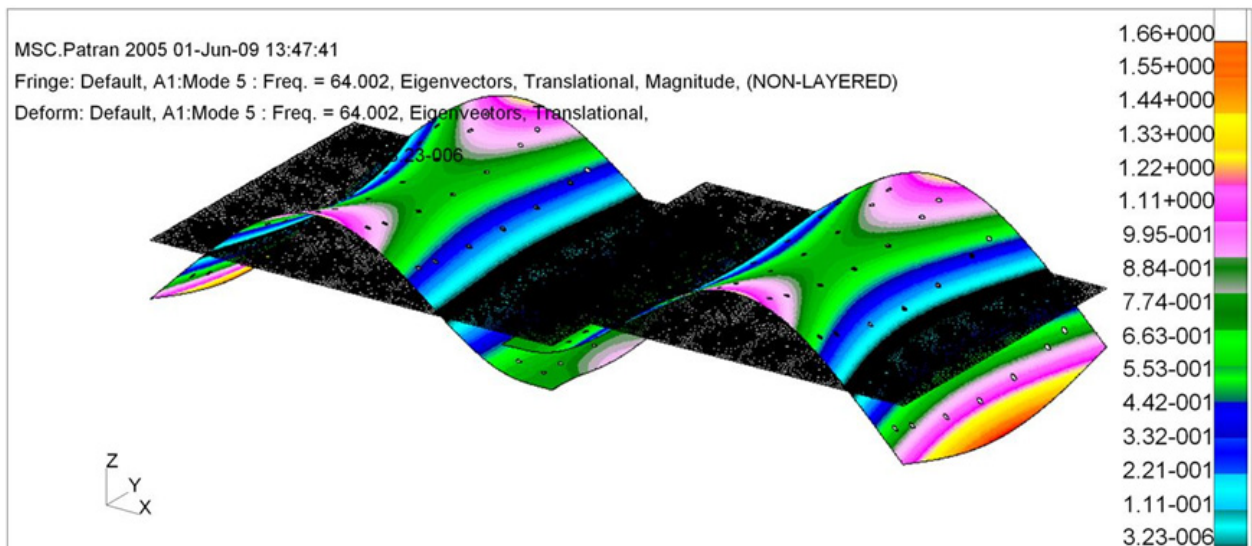 MSC.Patran 2005 01-Jun-09 13:47:41
Fringe: Default, A1:Mode 5 : Freq. = 64.002, Eigenvectors, Translational, Magnitude, (NON-LAYERED)
Deform: Default, A1:Mode 5 : Freq. = 64.002, Eigenvectors, Translational,
23-006
1.66+000
1.55+000
1.44+000
1.33+000
1.22+000
1.11+000
9.95-001
8.84-001
7.74-001
6.63-001
5.53-001
4.42-001
3.32-001
2.21-001
1.11-001
3.23-006
Z
Y
X